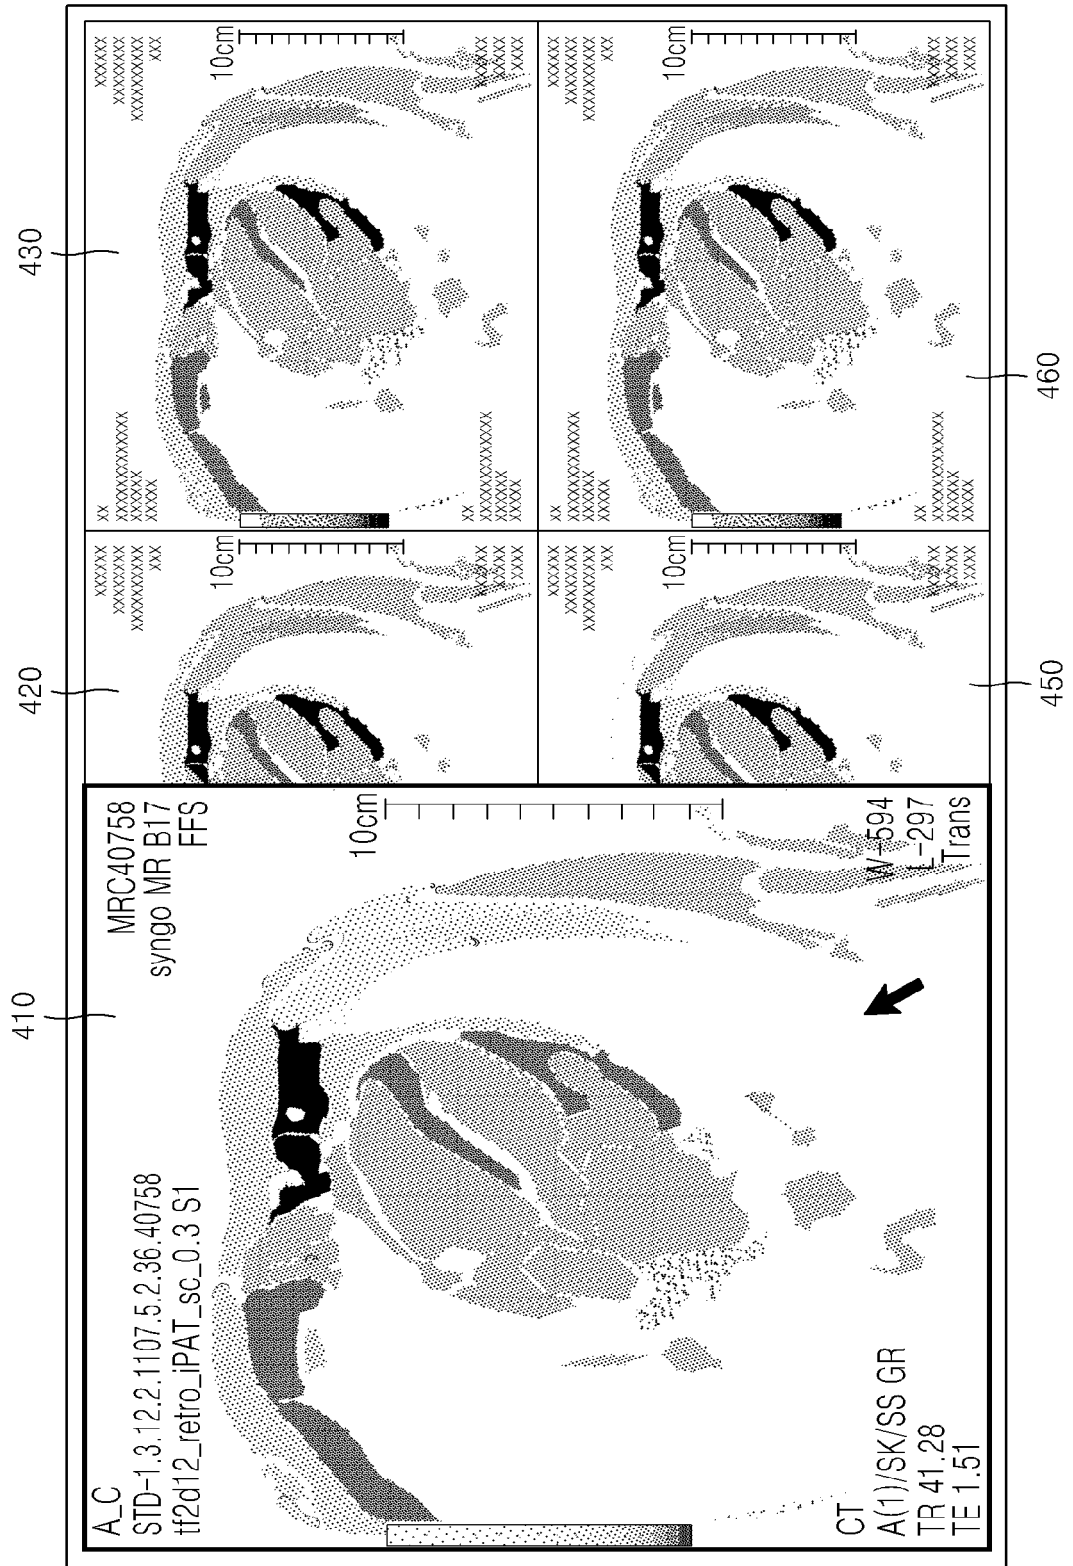 410
420
430
A_C
STD-1.3.12.2.1107.5.2.36.40758
tf2d12_retro_iPAT_sc_0.3 S1
MRC40758
syngo MR B17
FFS
10cm
CT
A(1)/SK/SS GR
TR 41.28
TE 1.51
W-594
L-297
Trans
10cm
10cm
10cm
10cm
450
460